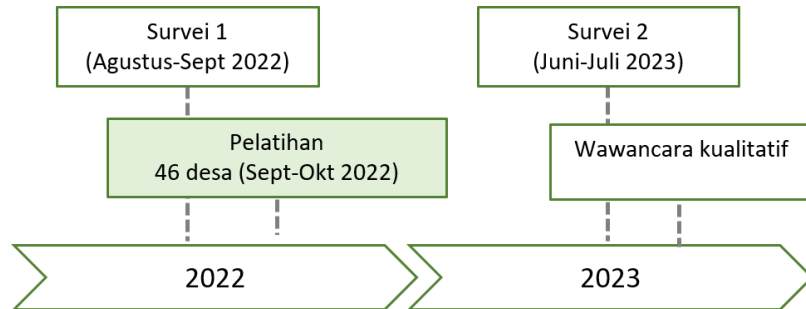 Survei 1
(Agustus-Sept 2022)
Survei 2
(Juni-Juli 2023)
Pelatihan
46 desa (Sept-Okt 2022)
Wawancara kualitatif
2022
2023